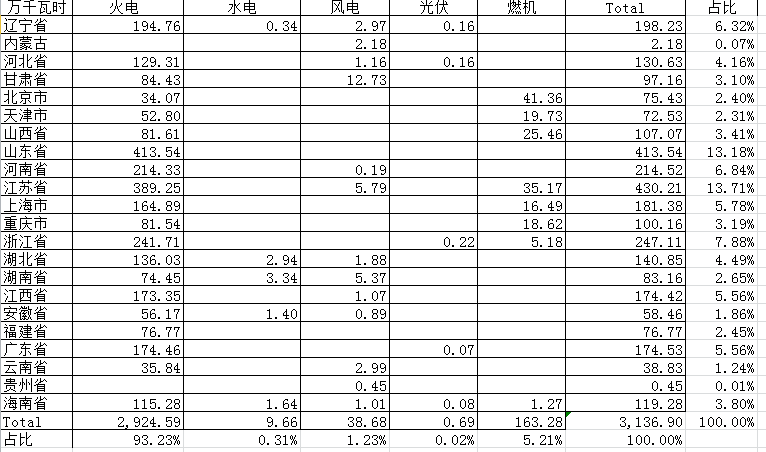 万千瓦时 火电 水电 风电 光伏 燃机 Total 占比
辽宁省 194.76 0.34 2.97 0.16 198.23 6.32%
内蒙古 2.18 2.18 0.07%
河北省 129.31 1.16 0.16 130.63 4.16%
甘肃省 84.43 12.73 97.16 3.10%
北京市 34.07 41.36 75.43 2.40%
天津市 52.80 19.73 72.53 2.31%
山西省 81.61 25.46 107.07 3.41%
山东省 413.54 413.54 13.18%
河南省 214.33 0.19 214.52 6.84%
江苏省 389.25 5.79 35.17 430.21 13.71%
上海市 164.89 16.49 181.38 5.78%
重庆市 81.54 18.62 100.16 3.19%
浙江省 241.71 0.22 5.18 247.11 7.88%
湖北省 136.03 2.94 1.88 140.85 4.49%
湖南省 74.45 3.34 5.37 83.16 2.65%
江西省 173.35 1.07 174.42 5.56%
安徽省 56.17 1.40 0.89 58.46 1.86%
福建省 76.77 76.77 2.45%
广东省 174.46 0.07 174.53 5.56%
云南省 35.84 2.99 38.83 1.24%
贵州省 0.45 0.45 0.01%
海南省 115.28 1.64 1.01 0.08 1.27 119.28 3.80%
Total 2,924.59 9.66 38.68 0.69 163.28 3,136.90 100.00%
占比 93.23% 0.31% 1.23% 0.02% 5.21% 100.00%